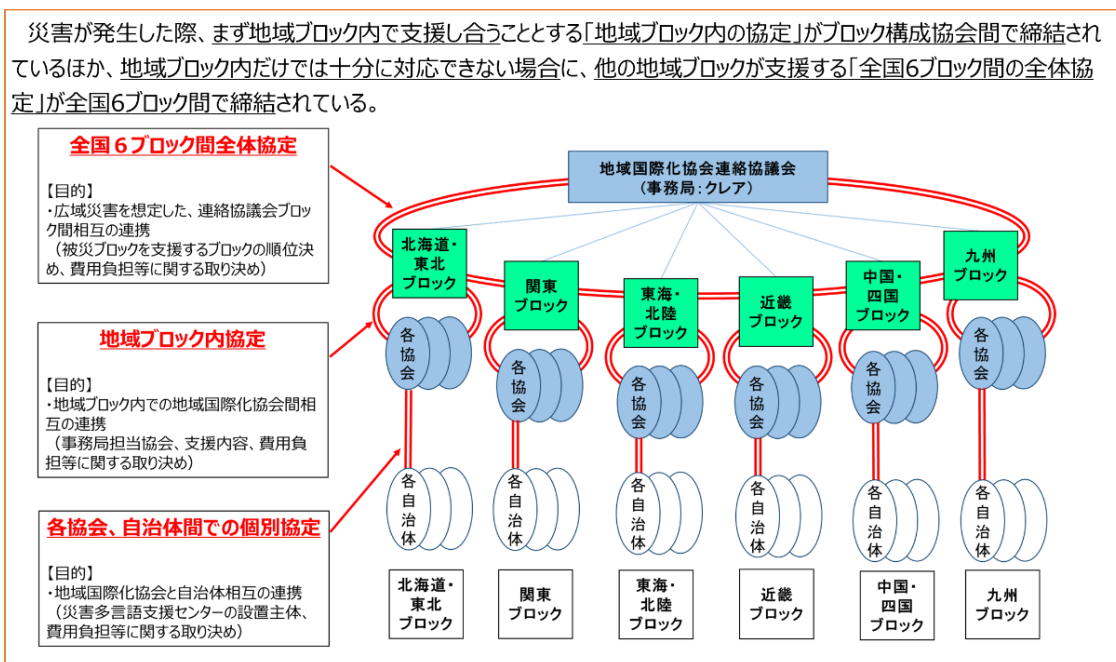 災害が発生した際、まず地域ブロック内で支援し合うこととする「地域ブロック内の協定」がブロック構成協会間で締結され
ているほか、地域ブロック内だけでは十分に対応できない場合に、他の地域ブロックが支援する「全国6ブロック間の全体協
定」が全国6ブロック間で締結されている。
全国6ブロック間全体協定
【目的】
・広域災害を想定した、連絡協議会ブロッ
ク間相互の連携
（被災ブロックを支援するブロックの順位決
め、費用負担等に関する取り決め）
地域ブロック内協定
【目的】
・地域ブロック内での地域国際化協会間相
互の連携
（事務局担当協会、支援内容、費用負
担等に関する取り決め）
各協会、自治体間での個別協定
【目的】
・地域国際化協会と自治体相互の連携
（災害多言語支援センターの設置主体、
費用負担等に関する取り決め）
地域国際化協会連絡協議会
（事務局：クレア）
北海道・
東北
ブロック
関東
ブロック
東海・
北陸
ブロック
近畿
ブロック
中国・
四国
ブロック
九州
ブロック
各協会
各協会
各協会
各協会
各協会
各協会
各自治体
各自治体
各自治体
各自治体
各自治体
各自治体
北海道・
東北
ブロック
関東
ブロック
東海・
北陸
ブロック
近畿
ブロック
中国・
四国
ブロック
九州
ブロック